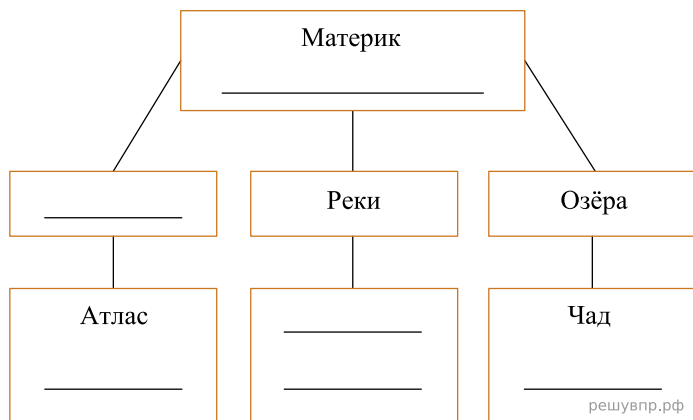 Материк
Реки
Озёра
Атлас
Чад
решувпр.рф